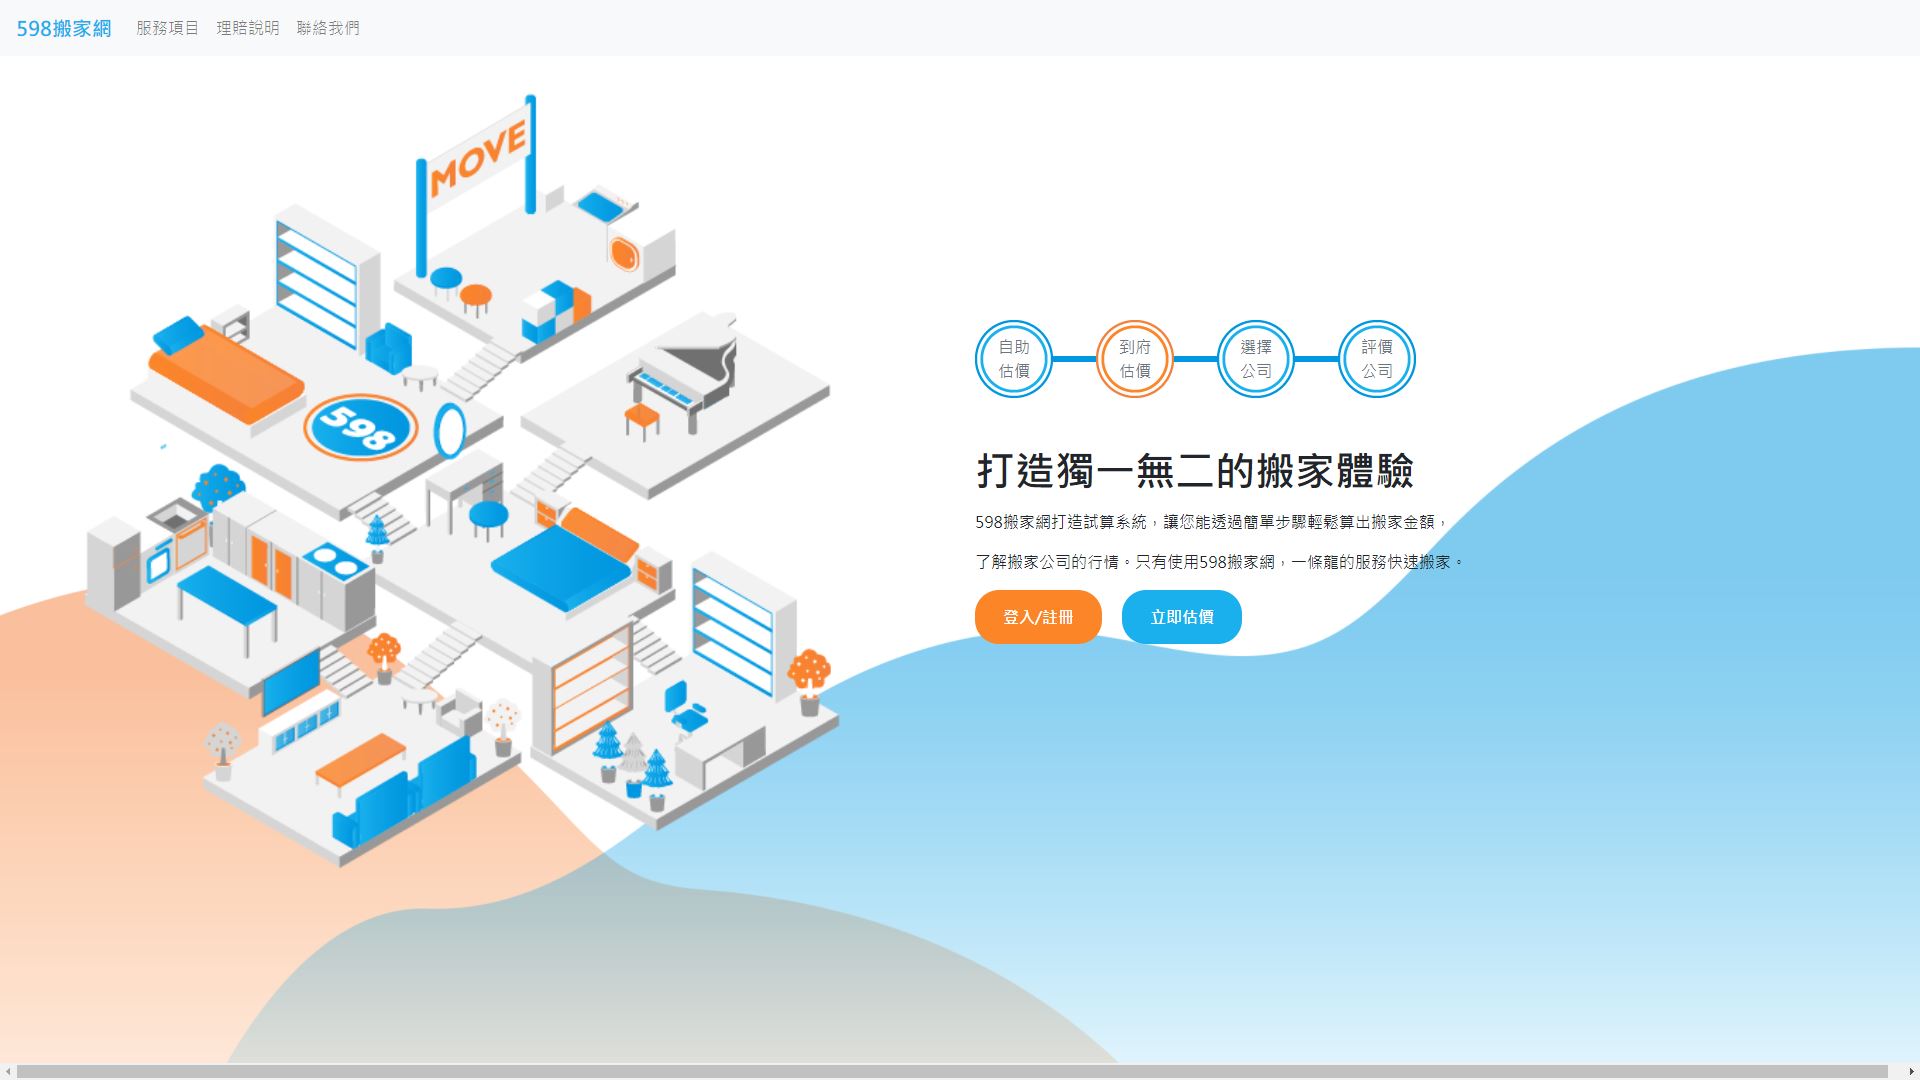 598搬家網
服務項目
理賠說明
聯絡我們
MOVE
598
自助
估價
到府
估價
選擇
公司
評價
公司
打造獨一無二的搬家體驗
598搬家網打造試算系統，讓您能透過簡單步驟輕鬆算出搬家金額，
了解搬家公司的行情。只有使用598搬家網，一條龍的服務快速搬家。
登入/註冊
立即估價